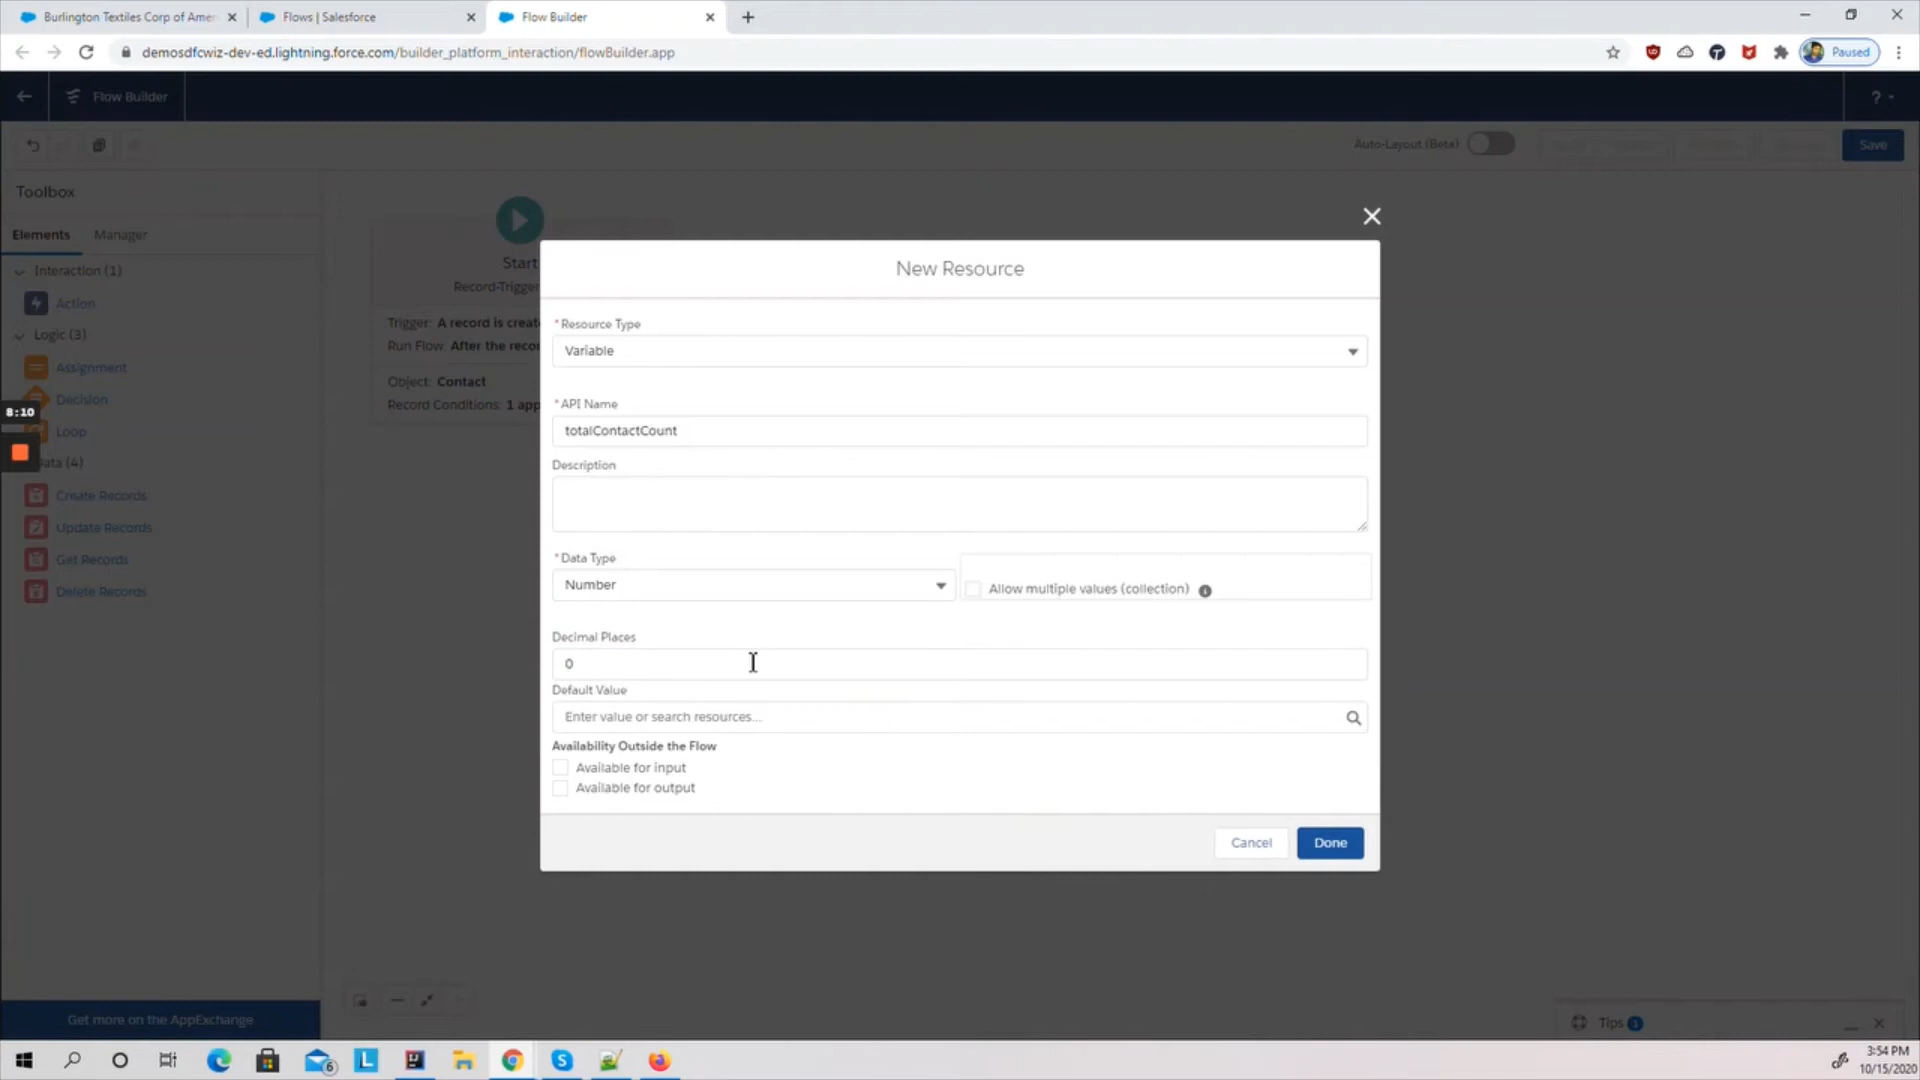 Burlington Textiles Corp of Amer
Flows | Salesforce
Flow Builder
demosdfcwiz-dev-ed.lightning.force.com/builder_platform_interaction/flowBuilder.app
Paused
Flow Builder
?
Auto-Layout (Beta)
Save
Toolbox
Elements
Manager
Interaction (1)
Action
Logic (3)
Assignment
Decision
Loop
Data (4)
Create Records
Update Records
Get Records
Delete Records
8:10
Get more on the AppExchange
Start
Record-Trigger
Trigger: A record is creat
Run Flow: After the recor
Object: Contact
Record Conditions: 1 app
New Resource
* Resource Type
Variable
* API Name
totalContactCount
Description
* Data Type
Number
Allow multiple values (collection)
Decimal Places
0
Default Value
Enter value or search resources...
Availability Outside the Flow
Available for input
Available for output
Cancel
Done
Tips 1
6
3:54 PM
10/15/2020